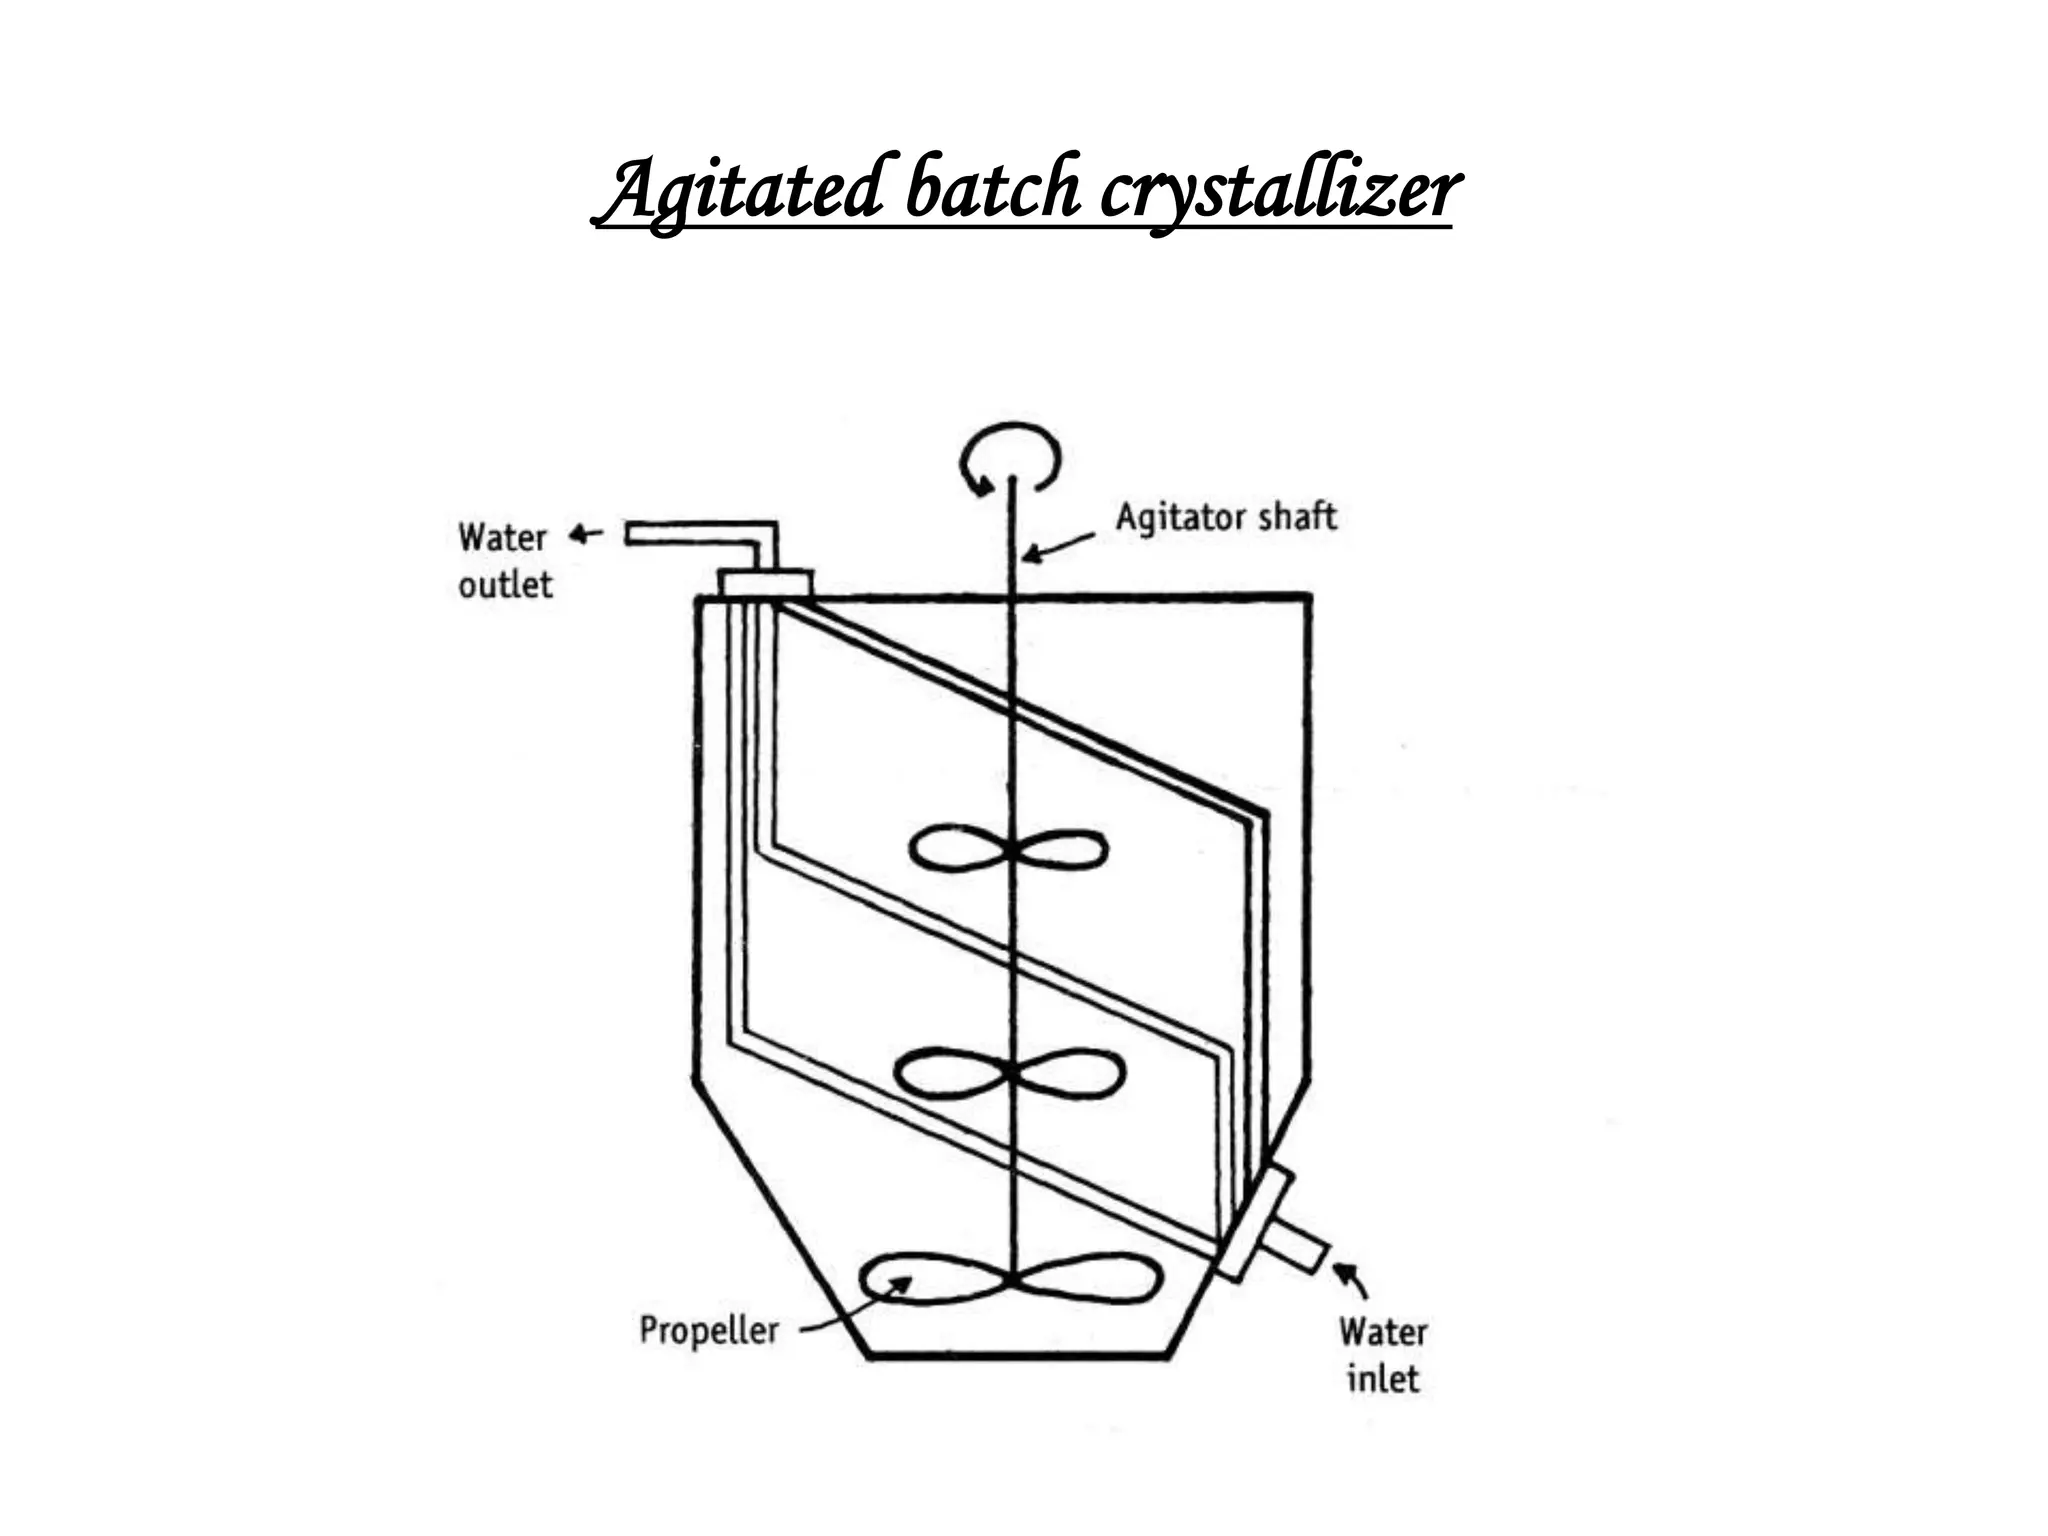 Agitated batch crystallizer
Agitator shaft
Water
outlet
Propeller
Water
inlet